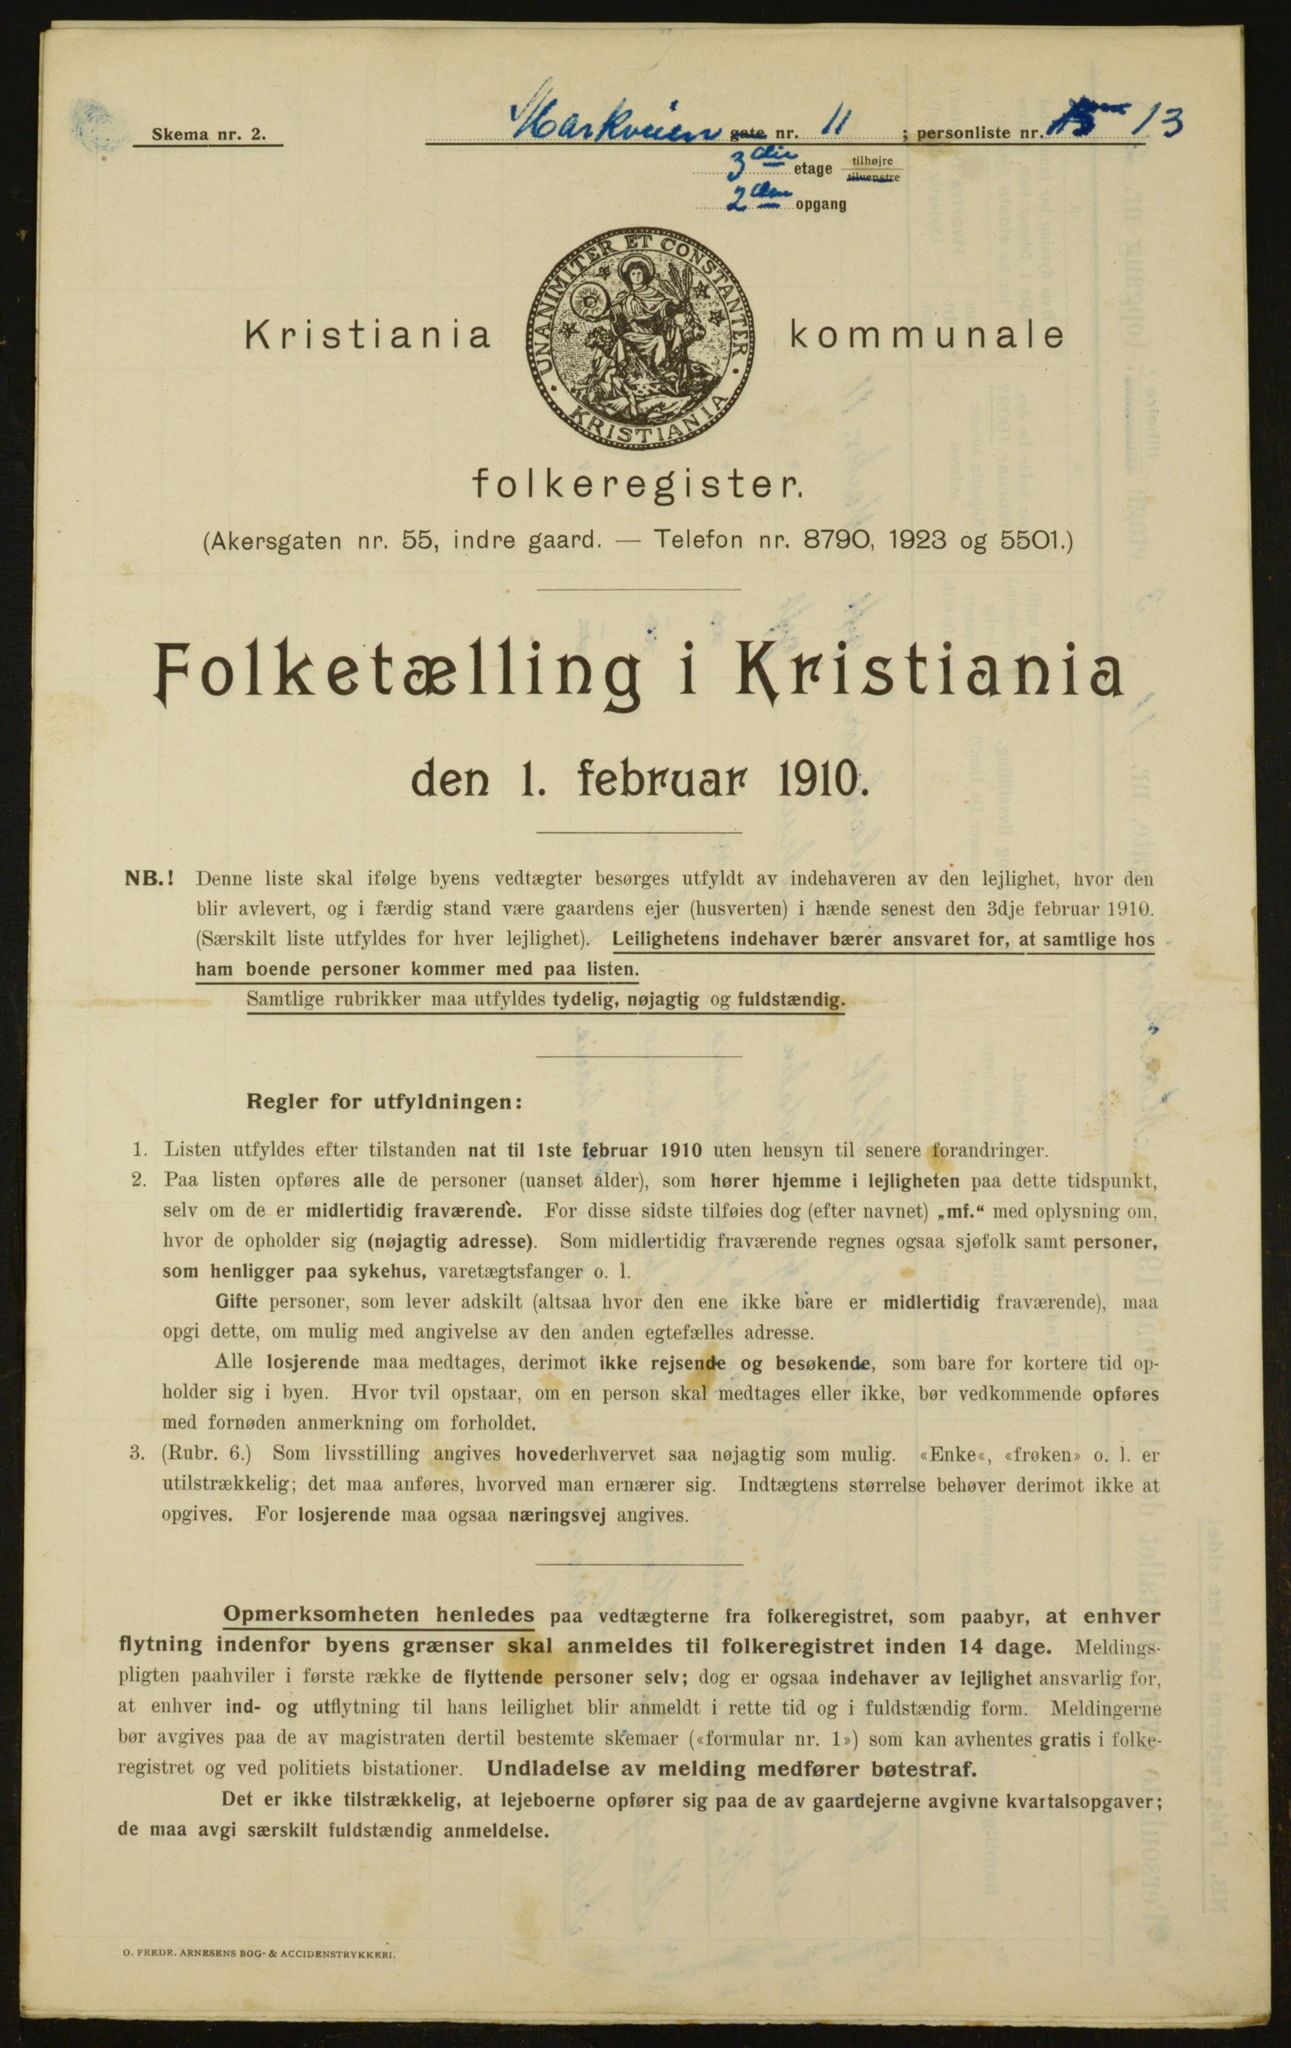 Skema nr. 2.
Markveien gate nr. 11 ; personliste nr. 13
3die etage tilhøjre tilvenstre
2den opgang
UNANIMITER ET CONSTANTER · KRISTIANIA ·
Kristiania kommunale
folkeregister.
(Akersgaten nr. 55, indre gaard. — Telefon nr. 8790, 1923 og 5501.)
Folketælling i Kristiania
den 1. februar 1910.
NB.! Denne liste skal ifølge byens vedtægter besørges utfyldt av indehaveren av den lejlighet, hvor den
blir avlevert, og i færdig stand være gaardens ejer (husverten) i hænde senest den 3dje februar 1910.
(Særskilt liste utfyldes for hver lejlighet). Leilighetens indehaver bærer ansvaret for, at samtlige hos
ham boende personer kommer med paa listen.
Samtlige rubrikker maa utfyldes tydelig, nøjagtig og fuldstændig.
Regler for utfyldningen:
1. Listen utfyldes efter tilstanden nat til 1ste februar 1910 uten hensyn til senere forandringer.
2. Paa listen opføres alle de personer (uanset alder), som hører hjemme i lejligheten paa dette tidspunkt,
selv om de er midlertidig fraværende. For disse sidste tilføies dog (efter navnet) „mf.“ med oplysning om,
hvor de opholder sig (nøjagtig adresse). Som midlertidig fraværende regnes ogsaa sjøfolk samt personer,
som henligger paa sykehus, varetægtsfanger o. l.
Gifte personer, som lever adskilt (altsaa hvor den ene ikke bare er midlertidig fraværende), maa
opgi dette, om mulig med angivelse av den anden egtefælles adresse.
Alle losjerende maa medtages, derimot ikke rejsende og besøkende, som bare for kortere tid op-
holder sig i byen. Hvor tvil opstaar, om en person skal medtages eller ikke, bør vedkommende opføres
med fornøden anmerkning om forholdet.
3. (Rubr. 6.) Som livsstilling angives hovederhvervet saa nøjagtig som mulig. «Enke«, «frøken» o. l. er
utilstrækkelig; det maa anføres, hvorved man ernærer sig. Indtægtens størrelse behøver derimot ikke at
opgives. For losjerende maa ogsaa næringsvej angives.
Opmerksomheten henledes paa vedtægterne fra folkeregistret, som paabyr, at enhver
flytning indenfor byens grænser skal anmeldes til folkeregistret inden 14 dage. Meldings-
pligten paahviler i første række de flyttende personer selv; dog er ogsaa indehaver av lejlighet ansvarlig for,
at enhver ind- og utflytning til hans leilighet blir anmeldt i rette tid og i fuldstændig form. Meldingerne
bør avgives paa de av magistraten dertil bestemte skemaer («formular nr. 1») som kan avhentes gratis i folke-
registret og ved politiets bistationer. Undladelse av melding medfører bøtestraf.
Det er ikke tilstrækkelig, at lejeboerne opfører sig paa de av gaardejerne avgivne kvartalsopgaver;
de maa avgi særskilt fuldstændig anmeldelse.
O. FREDR. ARNESENS BOG- & ACCIDENSTRYKKERI.